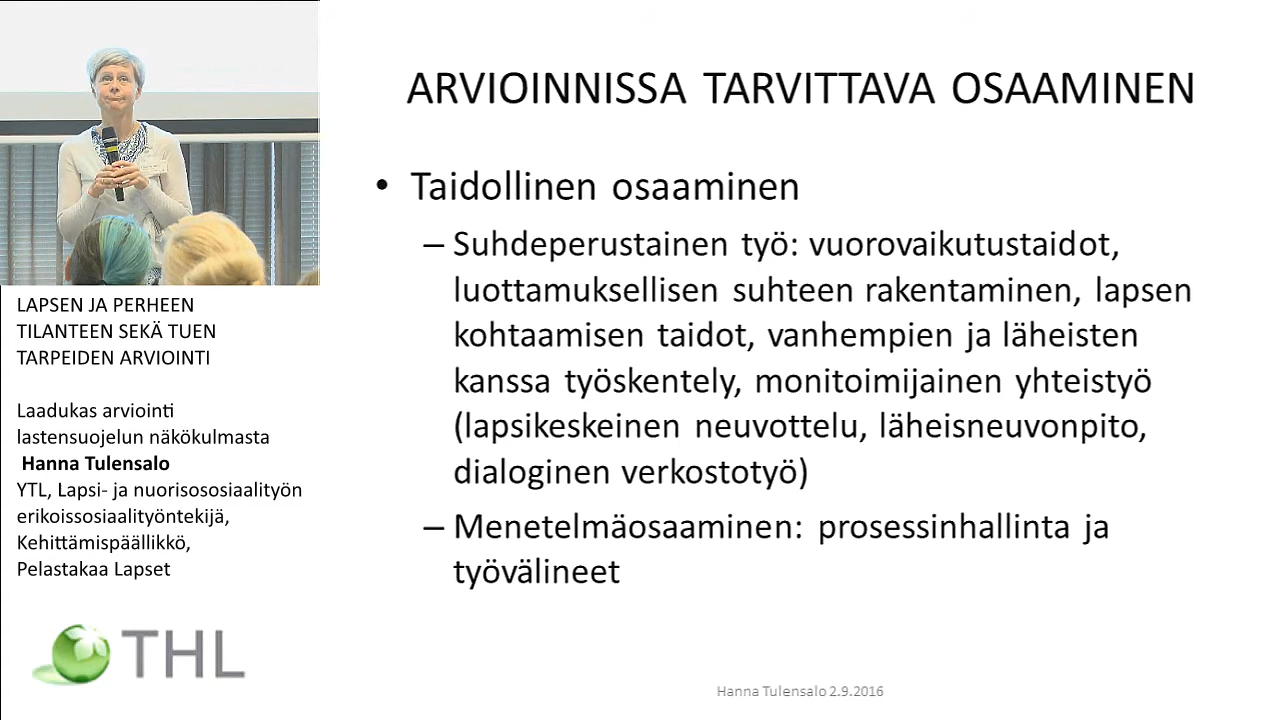 ARVIOINNISSA TARVITTAVA OSAAMINEN
• Taidollinen osaaminen
– Suhdeperustainen työ: vuorovaikutustaidot,
luottamuksellisen suhteen rakentaminen, lapsen
kohtaamisen taidot, vanhempien ja läheisten
kanssa työskentely, monitoimijainen yhteistyö
(lapsikeskeinen neuvottelu, läheisneuvonpito,
dialoginen verkostotyö)
– Menetelmäosaaminen: prosessinhallinta ja
työvälineet
LAPSEN JA PERHEEN
TILANTEEN SEKÄ TUEN
TARPEIDEN ARVIOINTI
Laadukas arviointi
lastensuojelun näkökulmasta
Hanna Tulensalo
YTL, Lapsi- ja nuorisososiaalityön
erikoissosiaalityöntekijä,
Kehittämispäällikkö,
Pelastakaa Lapset
THL
Hanna Tulensalo 2.9.2016